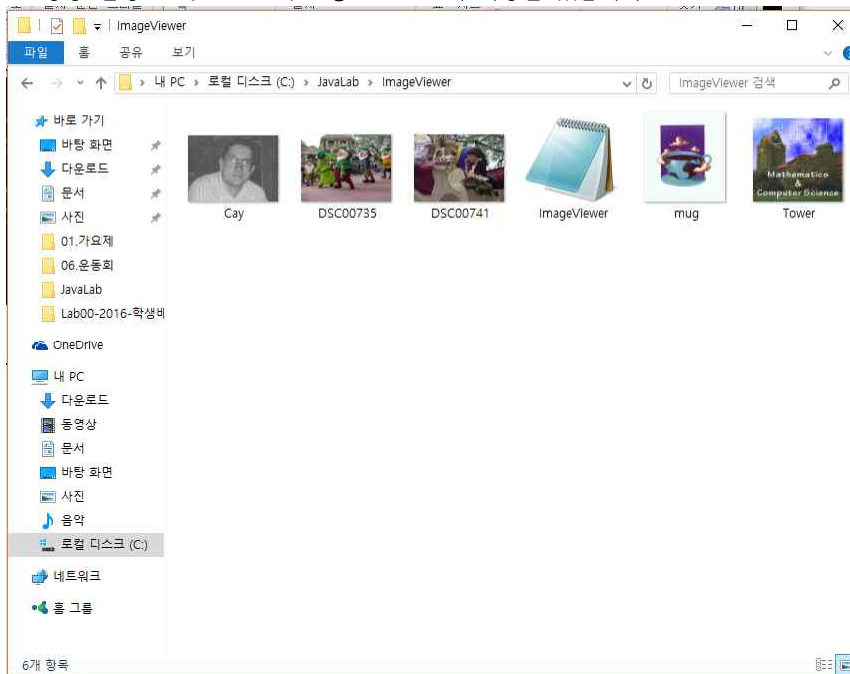 ImageViewer
파일 홈 공유 보기
내 PC › 로컬 디스크 (C:) › JavaLab › ImageViewer
ImageViewer 검색
바로 가기
바탕 화면
다운로드
문서
사진
01.가요제
06.운동회
JavaLab
Lab00-2016-학생배
OneDrive
내 PC
다운로드
동영상
문서
바탕 화면
사진
음악
로컬 디스크 (C:)
네트워크
홈 그룹
Cay DSC00735 DSC00741 ImageViewer mug Tower
Mathematics
&
Computer Science
6개 항목